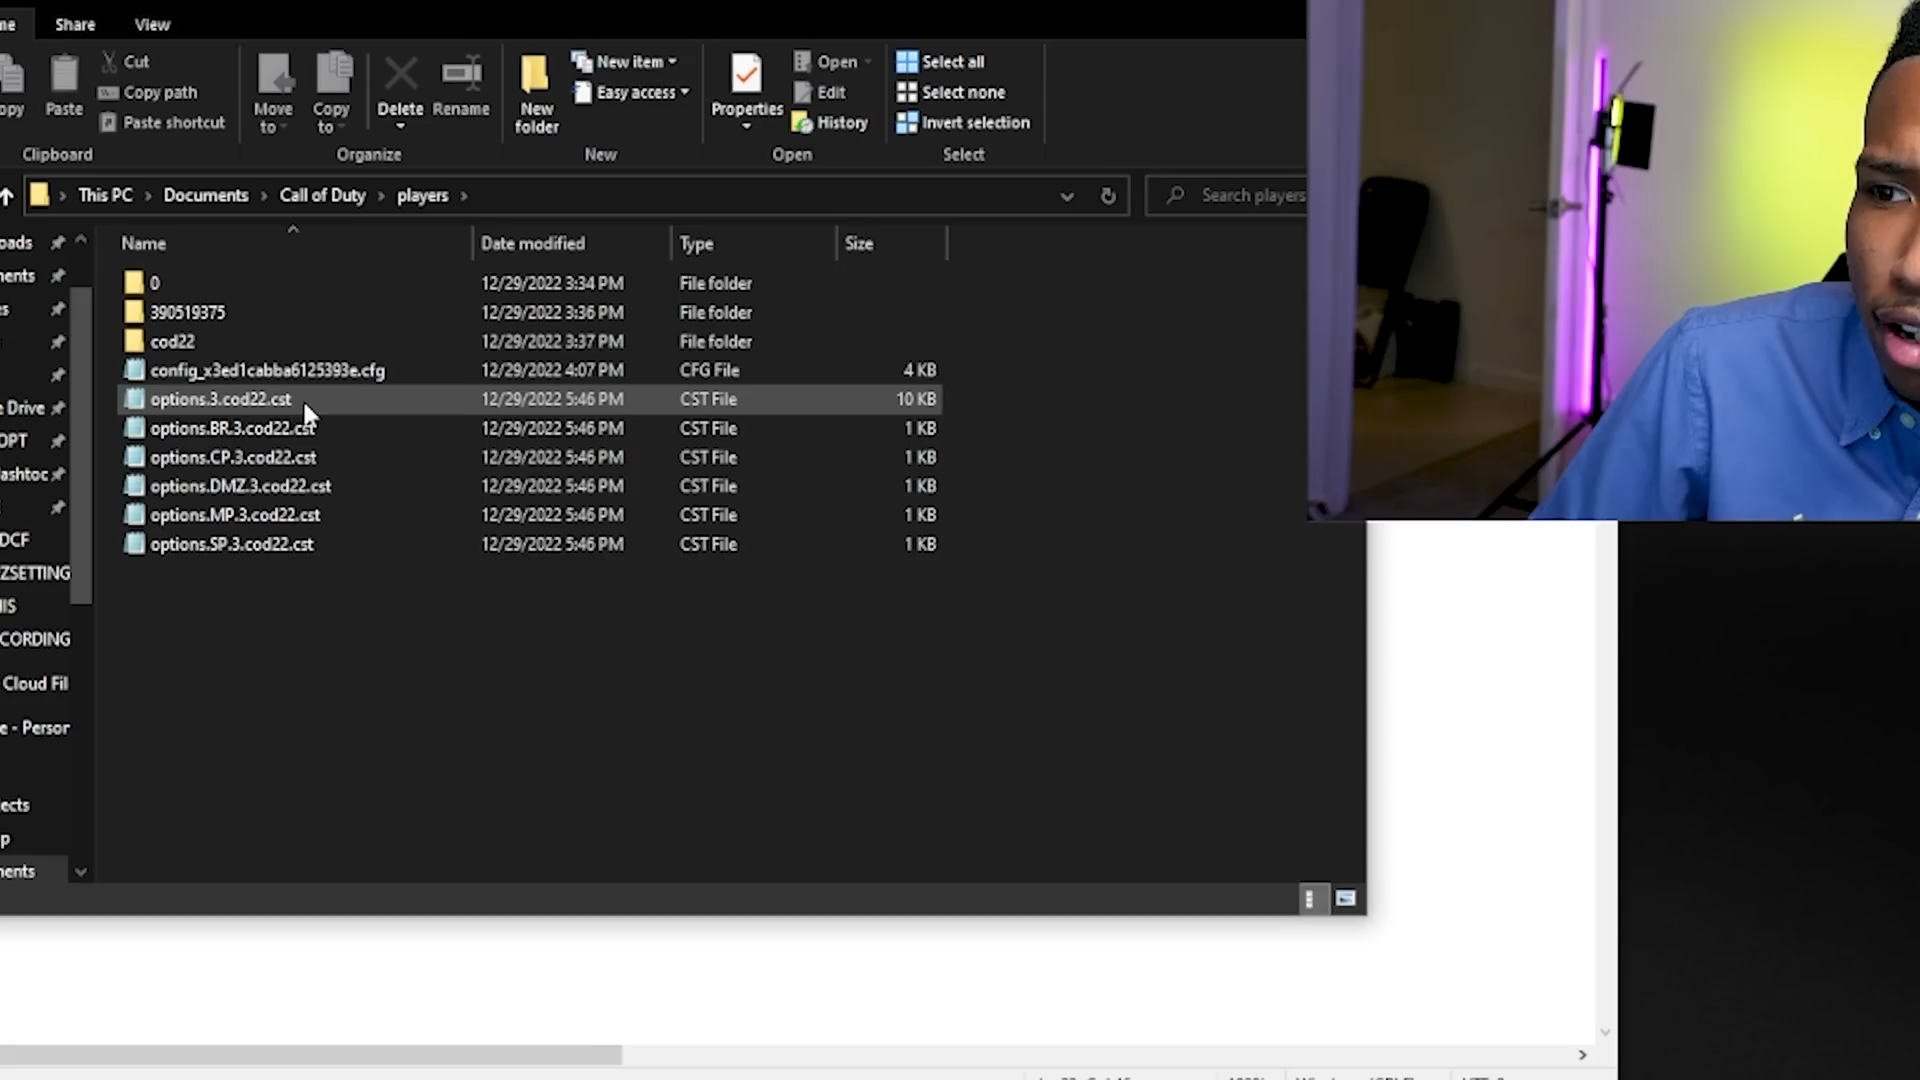 Share View
Cut
Copy path
Paste shortcut
Paste
Clipboard
Move to
Copy to
Delete
Rename
Organize
New folder
New item
Easy access
New
Properties
Open
Edit
History
Open
Select all
Select none
Invert selection
Select
This PC > Documents > Call of Duty > players >
Search players
Name Date modified Type Size
0 12/29/2022 3:34 PM File folder
390519375 12/29/2022 3:36 PM File folder
cod22 12/29/2022 3:37 PM File folder
config_x3ed1cabba6125393e.cfg 12/29/2022 4:07 PM CFG File 4 KB
options.3.cod22.cst 12/29/2022 5:46 PM CST File 10 KB
options.BR.3.cod22.cst 12/29/2022 5:46 PM CST File 1 KB
options.CP.3.cod22.cst 12/29/2022 5:46 PM CST File 1 KB
options.DMZ.3.cod22.cst 12/29/2022 5:46 PM CST File 1 KB
options.MP.3.cod22.cst 12/29/2022 5:46 PM CST File 1 KB
options.SP.3.cod22.cst 12/29/2022 5:46 PM CST File 1 KB
oads
ments
e Drive
OPT
ashtoc
DCF
ZSETTING
CORDING
Cloud Fil
e - Person
ects
p
ments